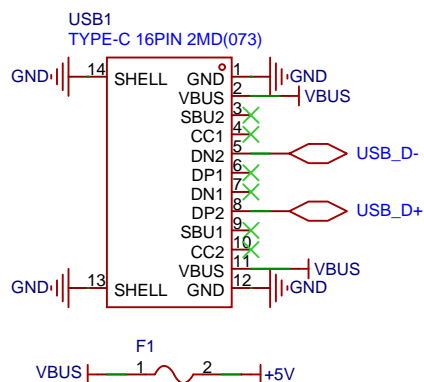 USB1
TYPE-C 16PIN 2MD(073)
GND 14 SHELL GND 1 GND
VBUS 2 VBUS
SBU2 3
CC1 4
DN2 5 USB_D-
DP1 6
DN1 7
DP2 8 USB_D+
SBU1 9
CC2 10
VBUS 11 VBUS
GND 13 SHELL GND 12 GND
F1
VBUS 1 2 +5V